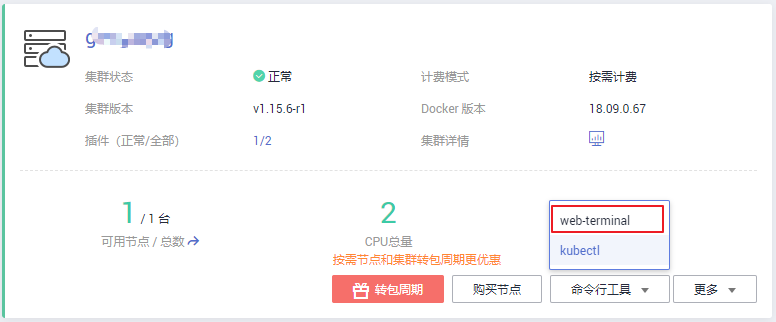 集群状态 正常 计费模式 按需计费
集群版本 v1.15.6-r1 Docker 版本 18.09.0.67
插件（正常/全部） 1/2 集群详情
1 / 1 台 2
可用节点 / 总数 CPU总量
web-terminal
kubectl
按需节点和集群转包周期更优惠
转包周期 购买节点 命令行工具 更多